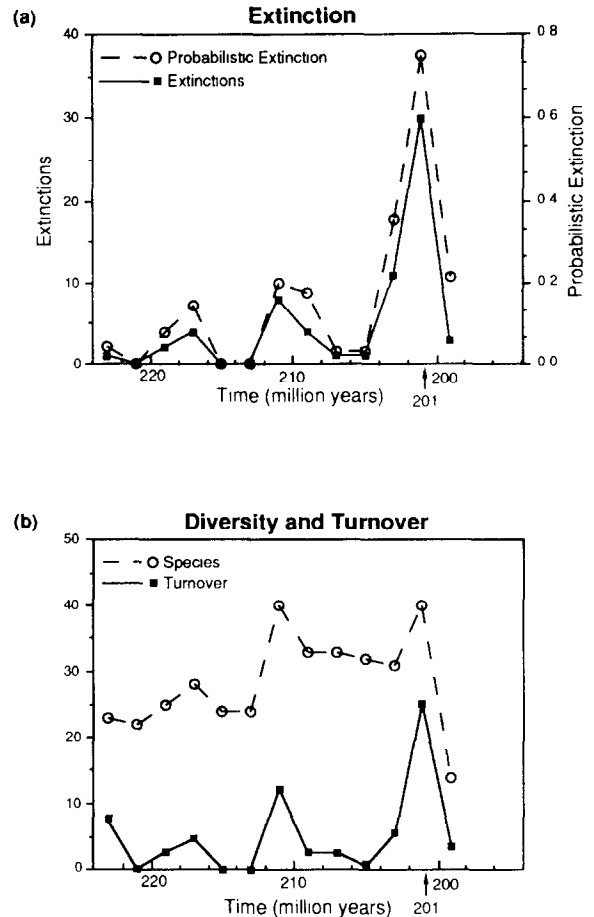 (a) Extinction
Probabilistic Extinction
Extinctions
40
30
20
10
0
Extinctions
0 8
0.6
0 4
0.2
0.0
Probabilistic Extinction
220 210 200
Time (million years) 201
(b) Diversity and Turnover
Species
Turnover
50
40
30
20
10
0
220 210 200
Time (million years) 201